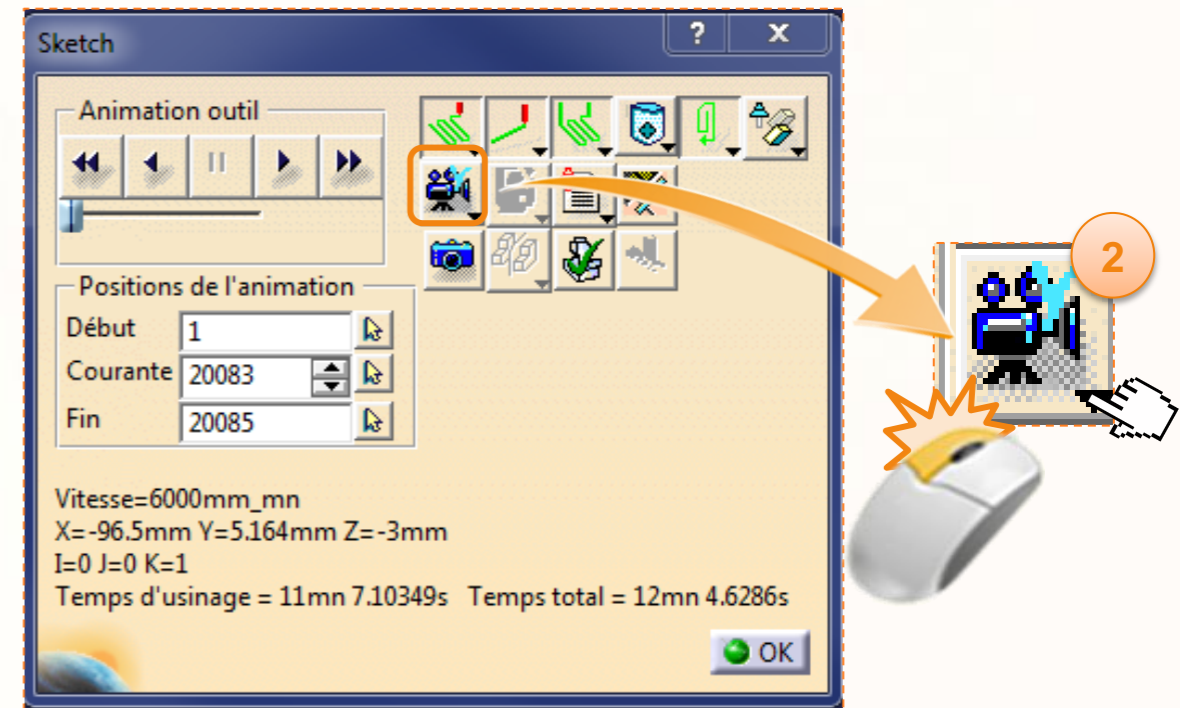 Sketch
? x
Animation outil
Positions de l'animation
Début 1
Courante 20083
Fin 20085
Vitesse=6000mm_mn
X=-96.5mm Y=5.164mm Z=-3mm
I=0 J=0 K=1
Temps d'usinage = 11mn 7.10349s Temps total = 12mn 4.6286s
OK
2